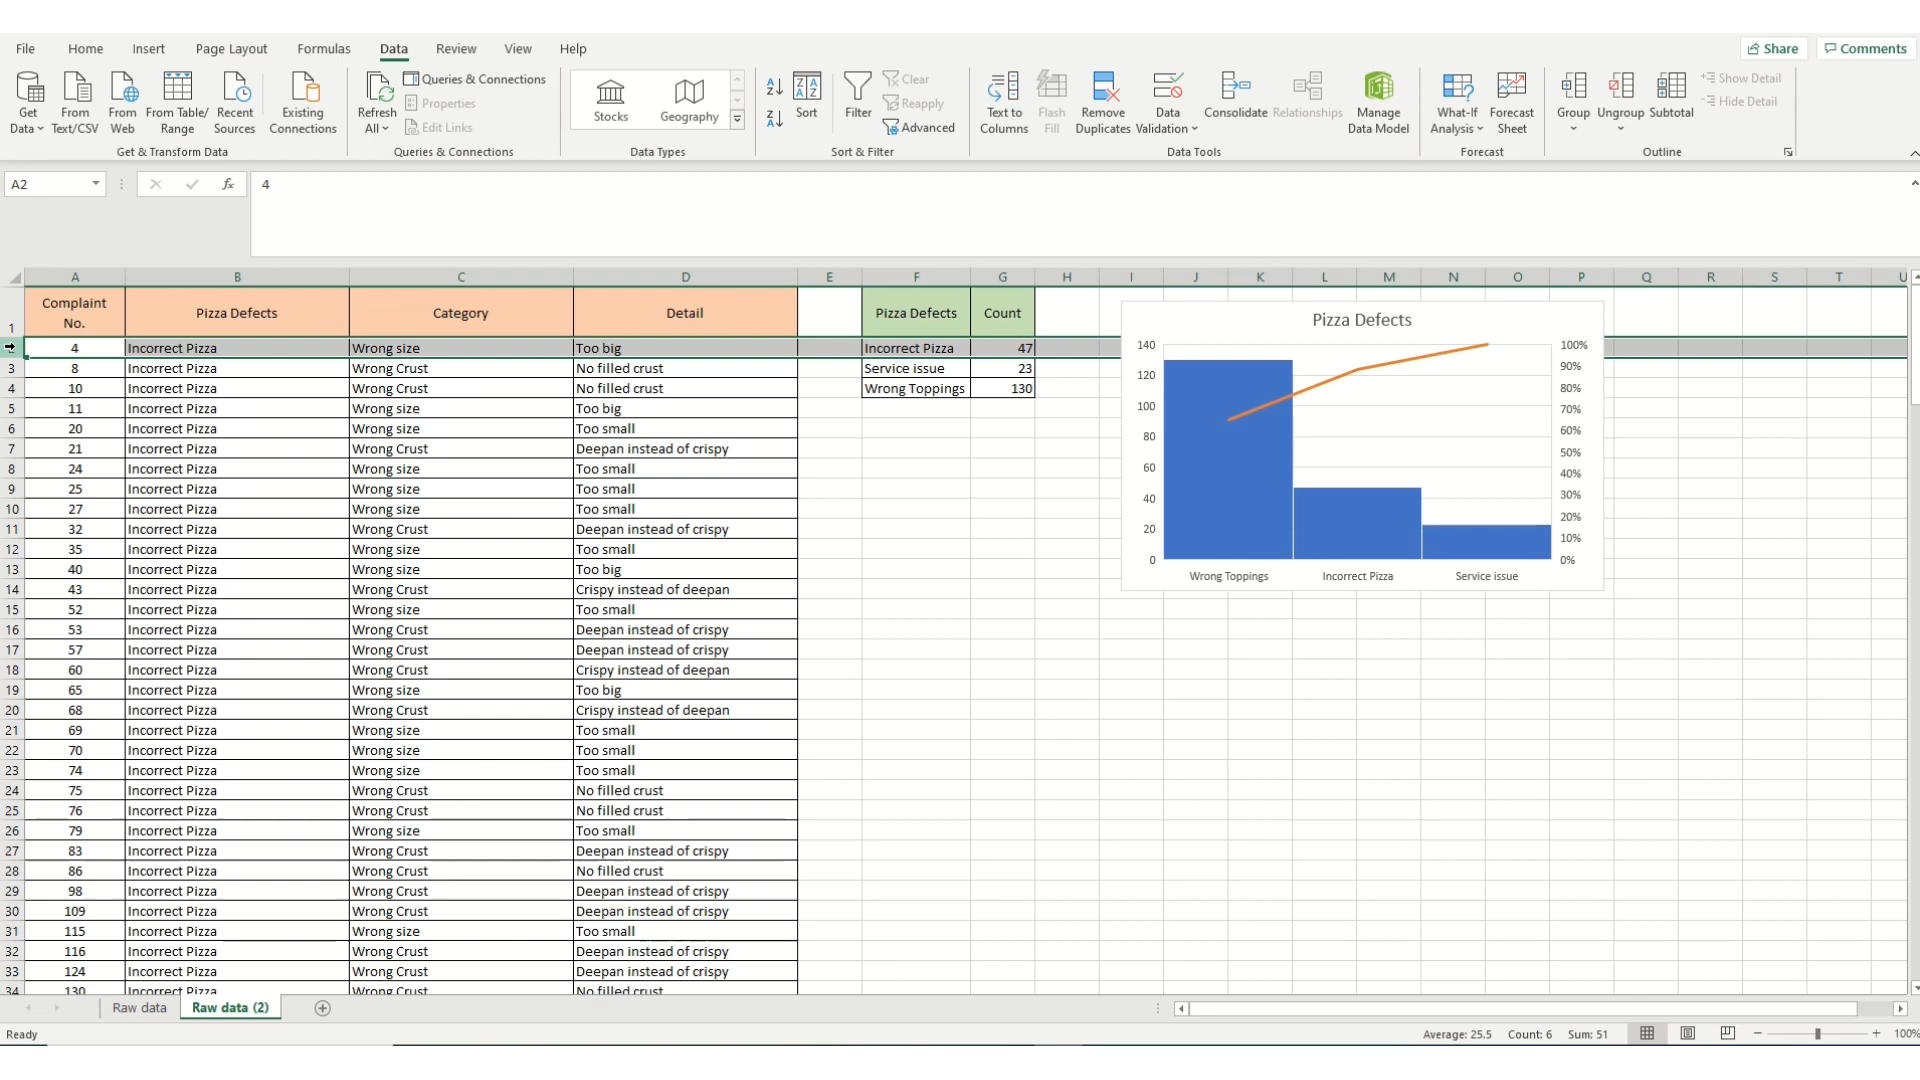 File Home Insert Page Layout Formulas Data Review View Help Share Comments
Get Data From Text/CSV From Web From Table/ Range Recent Sources Existing Connections
Get & Transform Data
Refresh All Queries & Connections Properties Edit Links
Queries & Connections
Stocks Geography
Data Types
Sort Filter Clear Reapply Advanced
Sort & Filter
Text to Columns Flash Fill Remove Duplicates Data Validation Consolidate Relationships Manage Data Model
Data Tools
What-If Analysis Forecast Sheet
Forecast
Group Ungroup Subtotal Show Detail Hide Detail
Outline
A2 fx 4
A B C D E F G H I J K L M N O P Q R S T U
1 Complaint No. Pizza Defects Category Detail Pizza Defects Count
4 Incorrect Pizza Wrong size Too big Incorrect Pizza 47
3 8 Incorrect Pizza Wrong Crust No filled crust Service issue 23
4 10 Incorrect Pizza Wrong Crust No filled crust Wrong Toppings 130
5 11 Incorrect Pizza Wrong size Too big
6 20 Incorrect Pizza Wrong size Too small
7 21 Incorrect Pizza Wrong Crust Deepan instead of crispy
8 24 Incorrect Pizza Wrong size Too small
9 25 Incorrect Pizza Wrong size Too small
10 27 Incorrect Pizza Wrong size Too small
11 32 Incorrect Pizza Wrong Crust Deepan instead of crispy
12 35 Incorrect Pizza Wrong size Too small
13 40 Incorrect Pizza Wrong size Too big
14 43 Incorrect Pizza Wrong Crust Crispy instead of deepan
15 52 Incorrect Pizza Wrong size Too small
16 53 Incorrect Pizza Wrong Crust Deepan instead of crispy
17 57 Incorrect Pizza Wrong Crust Deepan instead of crispy
18 60 Incorrect Pizza Wrong Crust Crispy instead of deepan
19 65 Incorrect Pizza Wrong size Too big
20 68 Incorrect Pizza Wrong Crust Crispy instead of deepan
21 69 Incorrect Pizza Wrong size Too small
22 70 Incorrect Pizza Wrong size Too small
23 74 Incorrect Pizza Wrong size Too small
24 75 Incorrect Pizza Wrong Crust No filled crust
25 76 Incorrect Pizza Wrong Crust No filled crust
26 79 Incorrect Pizza Wrong size Too small
27 83 Incorrect Pizza Wrong Crust Deepan instead of crispy
28 86 Incorrect Pizza Wrong Crust No filled crust
29 98 Incorrect Pizza Wrong Crust Deepan instead of crispy
30 109 Incorrect Pizza Wrong Crust Deepan instead of crispy
31 115 Incorrect Pizza Wrong size Too small
32 116 Incorrect Pizza Wrong Crust Deepan instead of crispy
33 124 Incorrect Pizza Wrong Crust Deepan instead of crispy
34 130 Incorrect Pizza Wrong Crust No filled crust
Pizza Defects
140 100%
120 90%
100 80%
80 70%
60 60%
40 50%
20 40%
0 30%
20%
10%
0%
Wrong Toppings Incorrect Pizza Service issue
Raw data Raw data (2)
Ready Average: 25.5 Count: 6 Sum: 51 100%